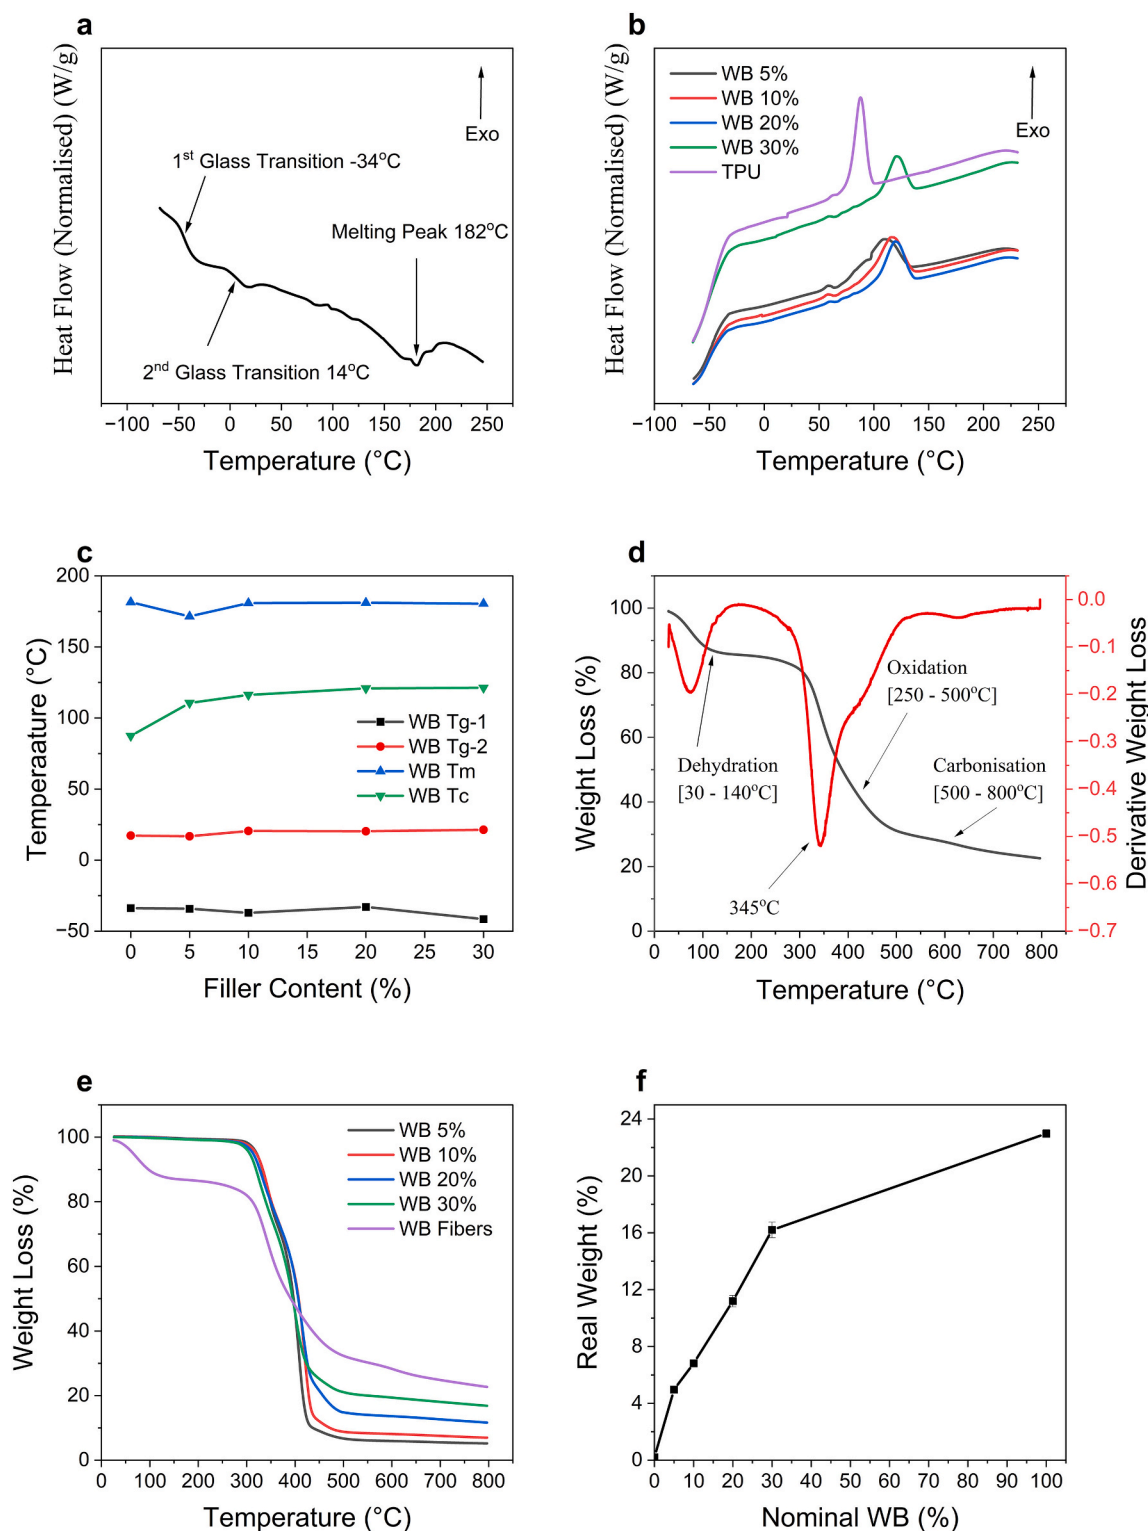 a
Heat Flow (Normalised) (W/g)
Exo
1st Glass Transition -34°C
Melting Peak 182°C
2nd Glass Transition 14°C
−100 −50 0 50 100 150 200 250
Temperature (°C)
b
Heat Flow (Normalised) (W/g)
WB 5%
WB 10%
WB 20%
WB 30%
TPU
Exo
−100 −50 0 50 100 150 200 250
Temperature (°C)
c
Temperaature (°C)
200
150
100
50
0
−50
WB Tg-1
WB Tg-2
WB Tm
WB Tc
0 5 10 15 20 25 30
Filler Content (%)
d
Weight Loss (%)
100
80
60
40
20
0
Dehydration
[30 - 140°C]
Oxidation
[250 - 500°C]
Carbonisation
[500 - 800°C]
345°C
0.0
−0.1
−0.2
−0.3
−0.4
−0.5
−0.6
−0.7
Derivative Weight Loss
0 100 200 300 400 500 600 700 800
Temperature (°C)
e
Weight Loss (%)
100
80
60
40
20
0
WB 5%
WB 10%
WB 20%
WB 30%
WB Fibers
0 100 200 300 400 500 600 700 800
Temperature (°C)
f
Real Weight (%)
24
20
16
12
8
4
0
0 10 20 30 40 50 60 70 80 90 100
Nominal WB (%)